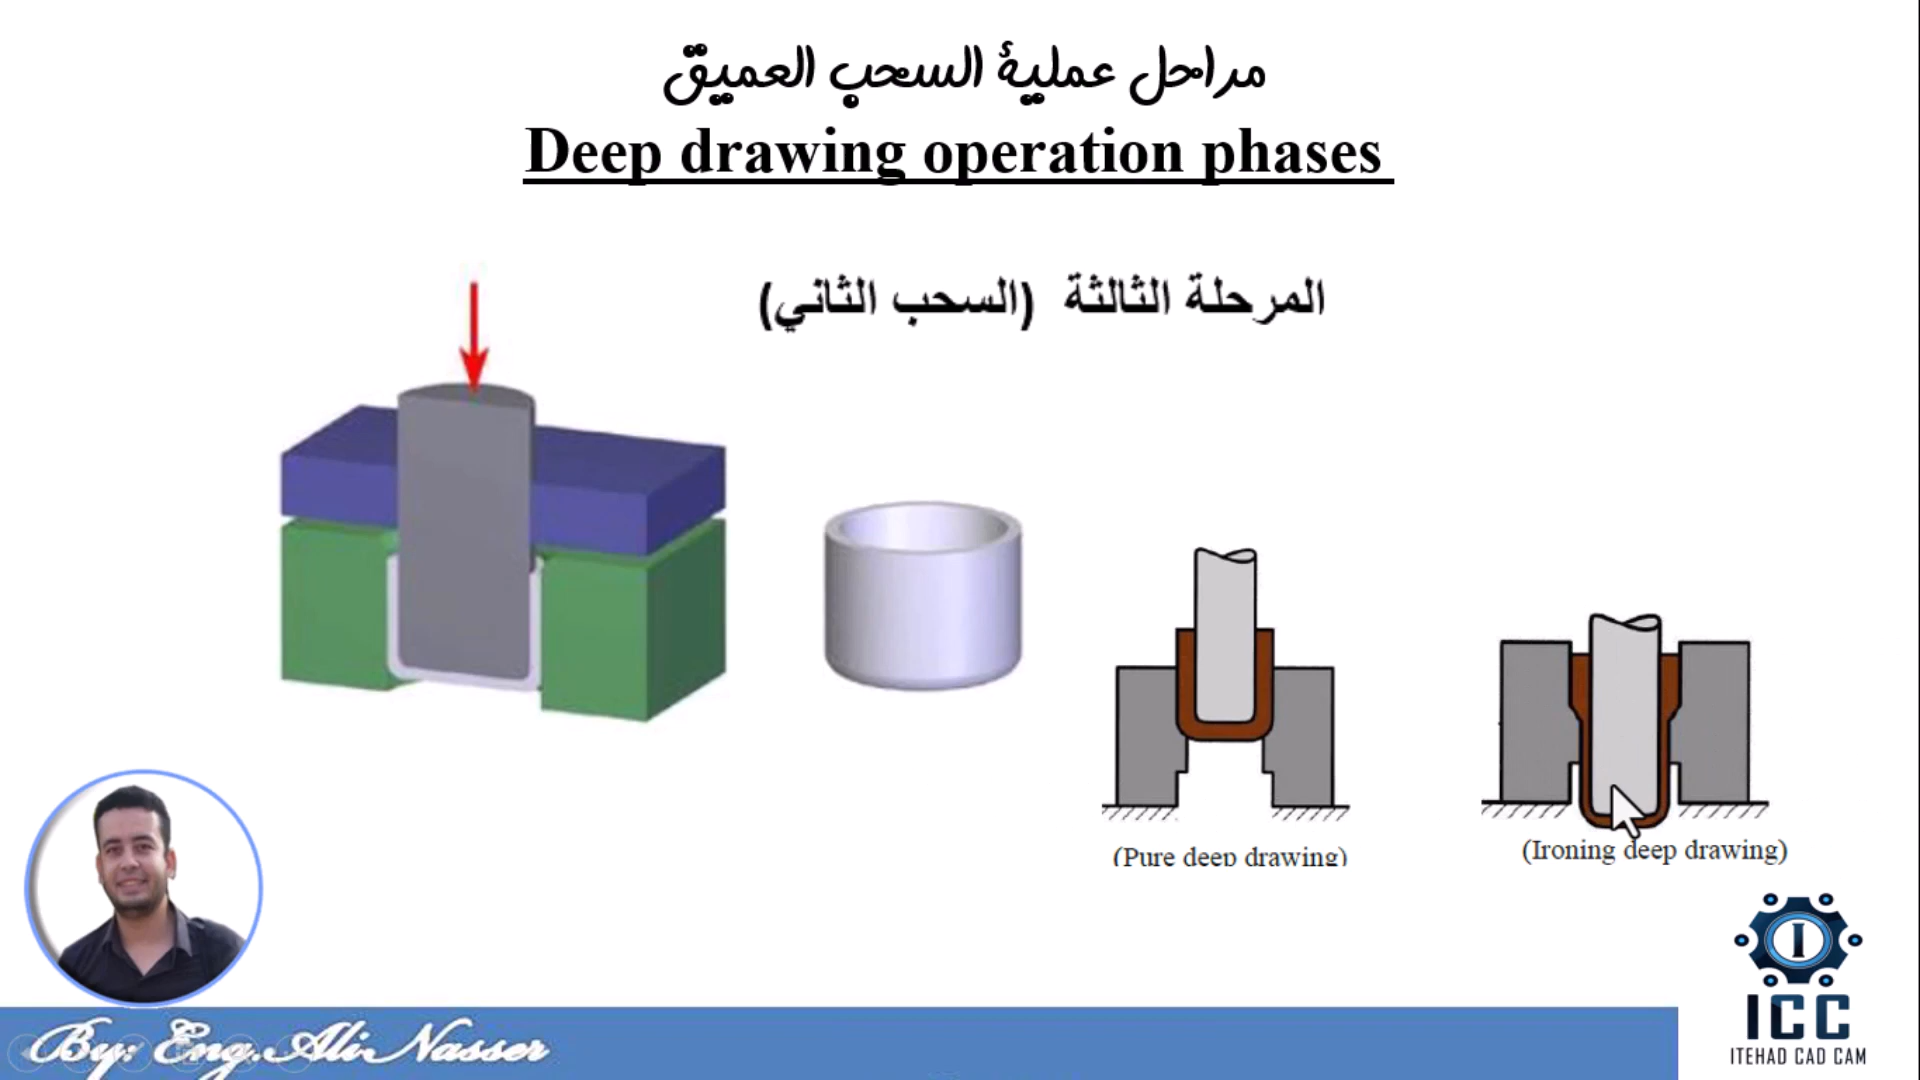 مراحل عملية السحب العميق
Deep drawing operation phases
المرحلة الثالثة (السحب الثاني)
(Pure deep drawing)
(Ironing deep drawing)
I
ICC
ITEHAD CAD CAM
By: Eng. Ali Nasser